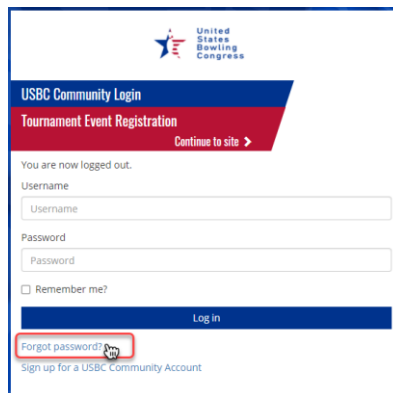 United
States
Bowling
Congress
USBC Community Login
Tournament Event Registration
Continue to site
You are now logged out.
Username
Username
Password
Password
Remember me?
Log in
Forgot password?
Sign up for a USBC Community Account